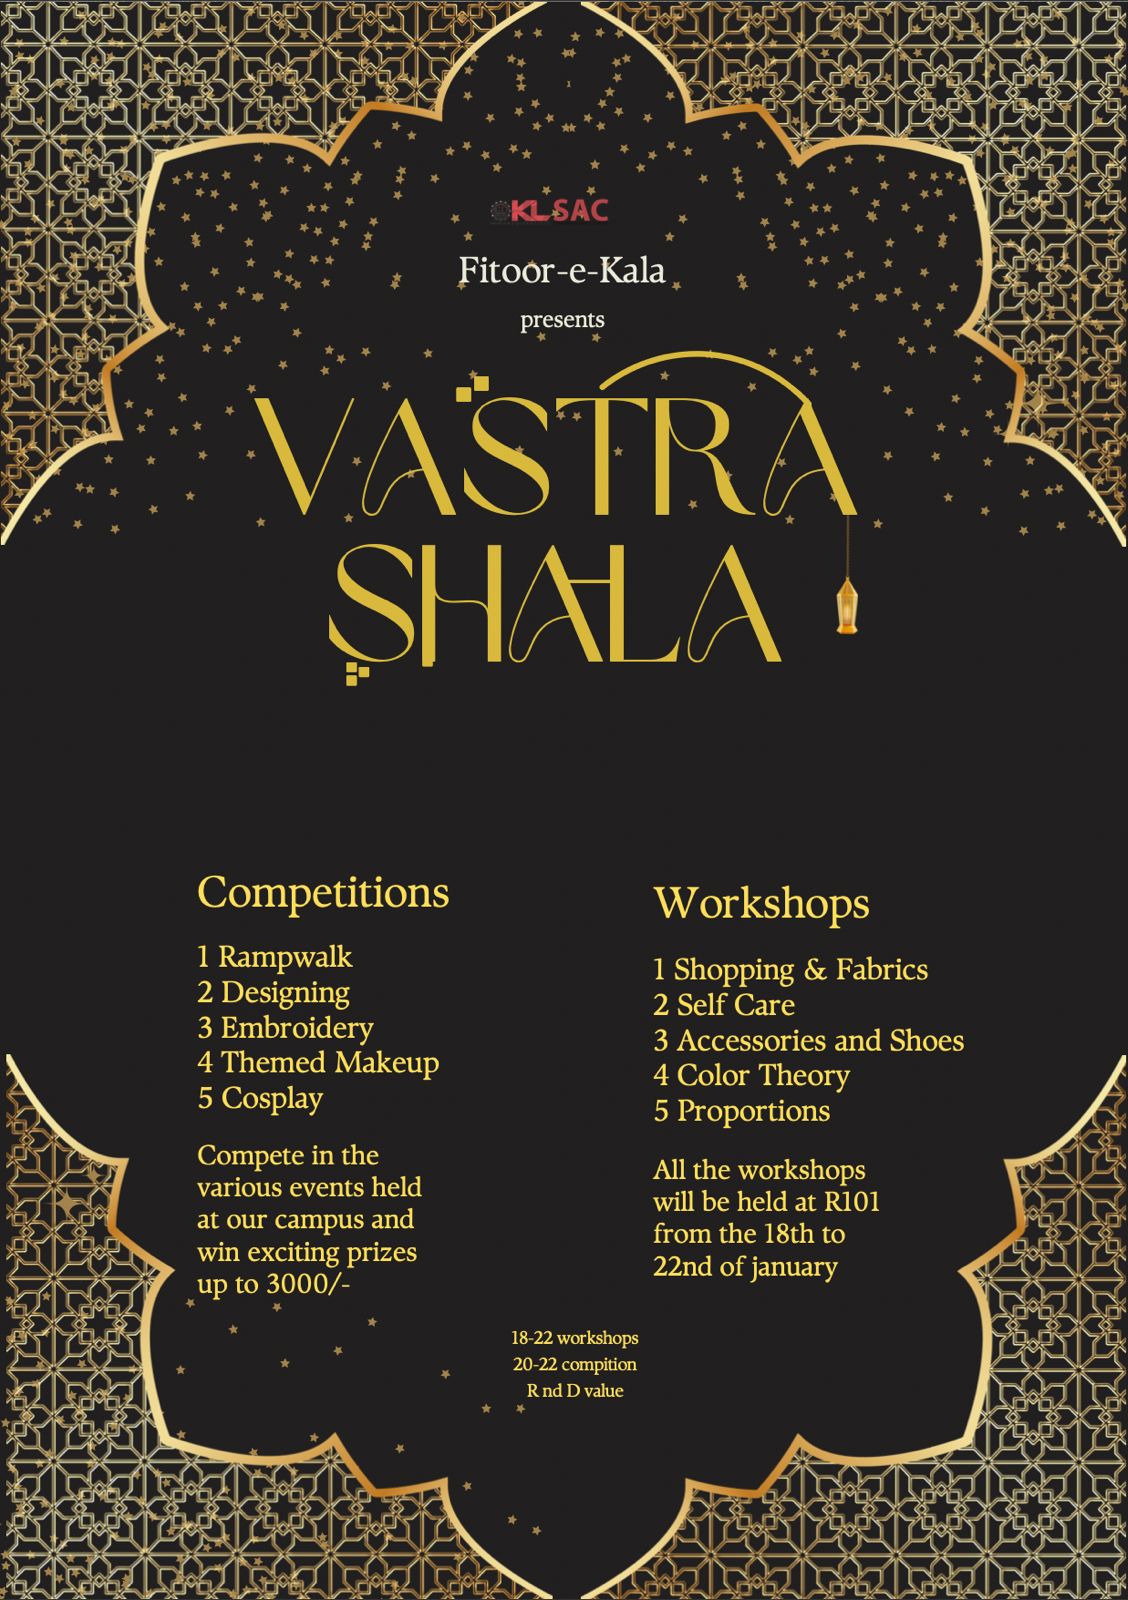 KL SAC
Fitoor-e-Kala
presents
VASTRA
SHALA
Competitions
1 Rampwalk
2 Designing
3 Embroidery
4 Themed Makeup
5 Cosplay
Compete in the
various events held
at our campus and
win exciting prizes
up to 3000/-
Workshops
1 Shopping & Fabrics
2 Self Care
3 Accessories and Shoes
4 Color Theory
5 Proportions
All the workshops
will be held at R101
from the 18th to
22nd of january
18-22 workshops
20-22 compition
R nd D value